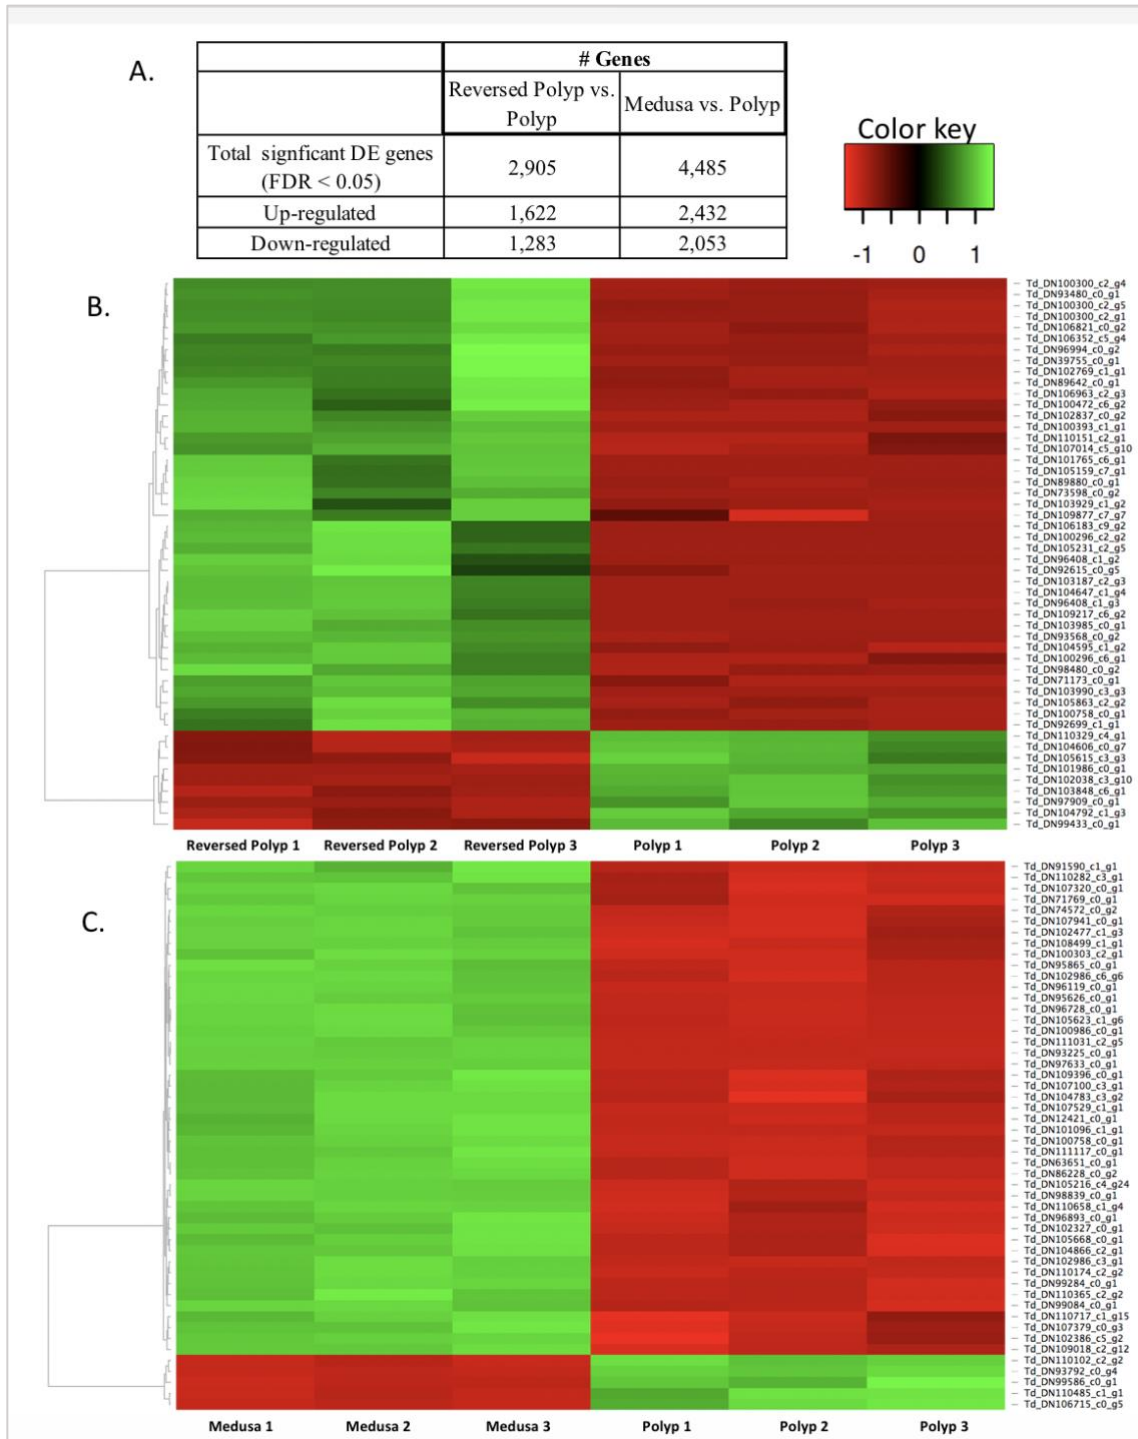 A.
# Genes
Reversed Polyp vs. Polyp
Medusa vs. Polyp
Total signficant DE genes (FDR < 0.05)
2,905
4,485
Up-regulated
1,622
2,432
Down-regulated
1,283
2,053
Color key
-1 0 1
B.
Td_DN100300_c2_g4
Td_DN93480_c0_g1
Td_DN100300_c2_g5
Td_DN100300_c2_g1
Td_DN106821_c0_g2
Td_DN106352_c5_g4
Td_DN96994_c0_g2
Td_DN39755_c0_g1
Td_DN102769_c1_g1
Td_DN89642_c0_g1
Td_DN106963_c2_g3
Td_DN100472_c6_g2
Td_DN102837_c0_g2
Td_DN100393_c1_g1
Td_DN110151_c2_g1
Td_DN107014_c5_g10
Td_DN101765_c6_g1
Td_DN105159_c7_g1
Td_DN89880_c0_g1
Td_DN73598_c0_g2
Td_DN103929_c1_g2
Td_DN109877_c7_g7
Td_DN106183_c9_g2
Td_DN100296_c2_g2
Td_DN105231_c2_g5
Td_DN96408_c1_g2
Td_DN92615_c0_g5
Td_DN103187_c2_g3
Td_DN104647_c1_g4
Td_DN96408_c1_g3
Td_DN109217_c6_g2
Td_DN103985_c0_g1
Td_DN93568_c0_g2
Td_DN104595_c1_g2
Td_DN100296_c6_g1
Td_DN98480_c0_g2
Td_DN71173_c0_g1
Td_DN103990_c3_g3
Td_DN105863_c2_g2
Td_DN100758_c0_g1
Td_DN92699_c1_g1
Td_DN110329_c4_g1
Td_DN104606_c0_g7
Td_DN105615_c3_g3
Td_DN101986_c0_g1
Td_DN102038_c3_g10
Td_DN103848_c6_g1
Td_DN97909_c0_g1
Td_DN104792_c1_g3
Td_DN99433_c0_g1
Reversed Polyp 1 Reversed Polyp 2 Reversed Polyp 3 Polyp 1 Polyp 2 Polyp 3
C.
Td_DN91590_c1_g1
Td_DN110282_c3_g1
Td_DN107320_c0_g1
Td_DN71769_c0_g1
Td_DN74572_c0_g2
Td_DN107941_c0_g1
Td_DN102477_c1_g3
Td_DN108499_c1_g1
Td_DN100303_c2_g1
Td_DN95865_c0_g1
Td_DN102986_c6_g6
Td_DN96119_c0_g1
Td_DN95626_c0_g1
Td_DN96728_c0_g1
Td_DN105623_c1_g6
Td_DN100986_c0_g1
Td_DN111031_c2_g5
Td_DN93225_c0_g1
Td_DN97633_c0_g1
Td_DN109396_c0_g1
Td_DN107100_c3_g1
Td_DN104783_c3_g2
Td_DN107529_c1_g1
Td_DN12421_c0_g1
Td_DN101096_c1_g1
Td_DN100758_c0_g1
Td_DN111117_c0_g1
Td_DN63651_c0_g1
Td_DN86228_c0_g2
Td_DN105216_c4_g24
Td_DN98839_c0_g1
Td_DN110658_c1_g4
Td_DN96893_c0_g1
Td_DN102327_c0_g1
Td_DN105668_c0_g1
Td_DN104866_c2_g1
Td_DN102986_c3_g1
Td_DN110174_c2_g2
Td_DN99284_c0_g1
Td_DN110365_c2_g2
Td_DN99084_c0_g1
Td_DN110717_c1_g15
Td_DN107379_c0_g3
Td_DN102386_c5_g2
Td_DN109018_c2_g12
Td_DN110102_c2_g2
Td_DN93792_c0_g4
Td_DN99586_c0_g1
Td_DN110485_c1_g1
Td_DN106715_c0_g5
Medusa 1 Medusa 2 Medusa 3 Polyp 1 Polyp 2 Polyp 3